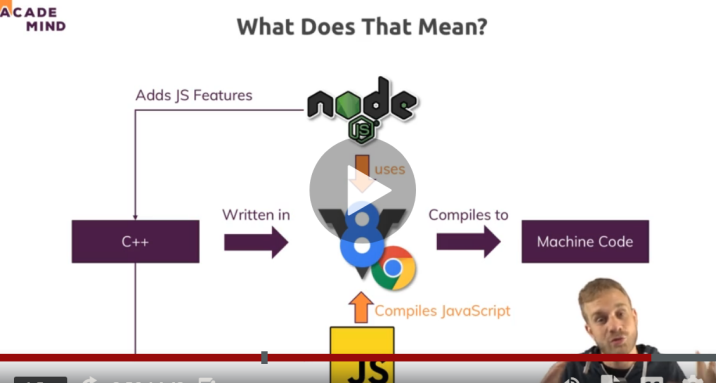 ACADE
MIND
What Does That Mean?
Adds JS Features
node
JS
uses
Written in
Compiles to
C++
V8
Machine Code
Compiles JavaScript
JS